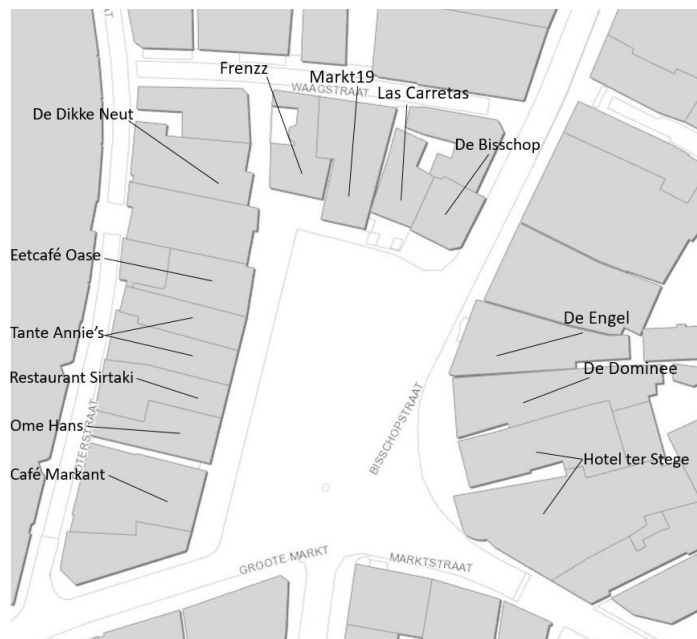 WAAGSTRAAT
Frenzz
Markt19
Las Carretas
De Dikke Neut
De Bisschop
Eetcafé Oase
Tante Annie's
De Engel
De Dominee
Restaurant Sirtaki
BISSCHOPSTRAAT
Ome Hans
OTERSTRAAT
Café Markant
Hotel ter Stege
GROOTE MARKT
MARKTSTRAAT